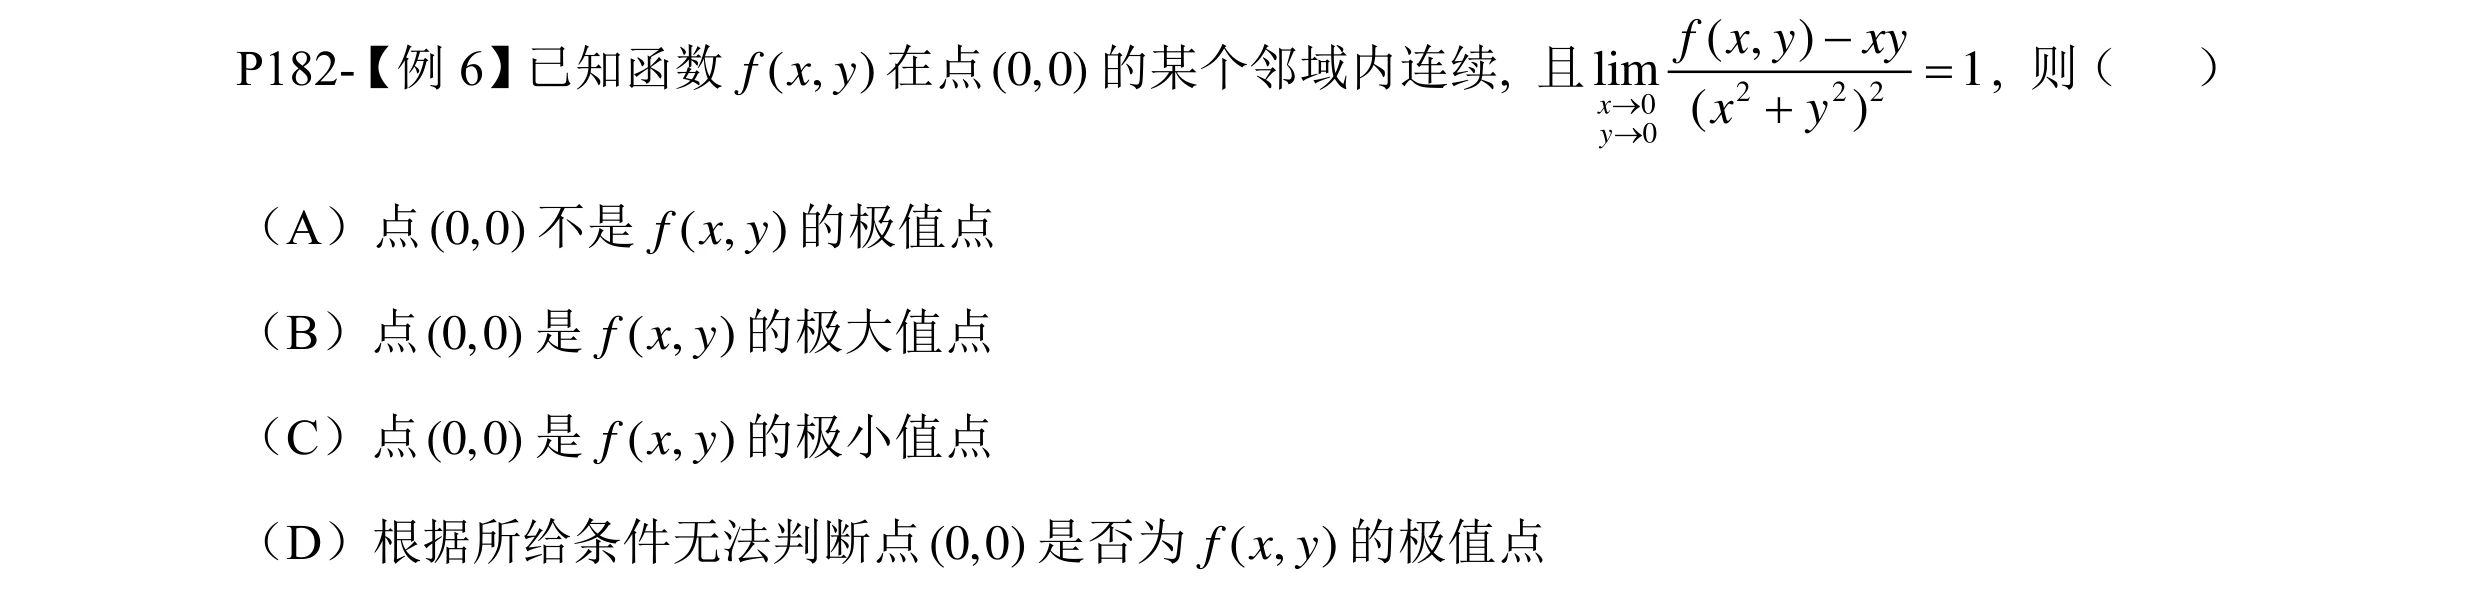 P182-【例 6】已知函数 f(x, y) 在点 (0,0) 的某个邻域内连续, 且 $\lim_{\substack{x \to 0 \\ y \to 0}} \frac{f(x, y) - xy}{(x^2 + y^2)^2} = 1$, 则（　　）
（A）点 (0,0) 不是 f(x, y) 的极值点
（B）点 (0,0) 是 f(x, y) 的极大值点
（C）点 (0,0) 是 f(x, y) 的极小值点
（D）根据所给条件无法判断点 (0,0) 是否为 f(x, y) 的极值点